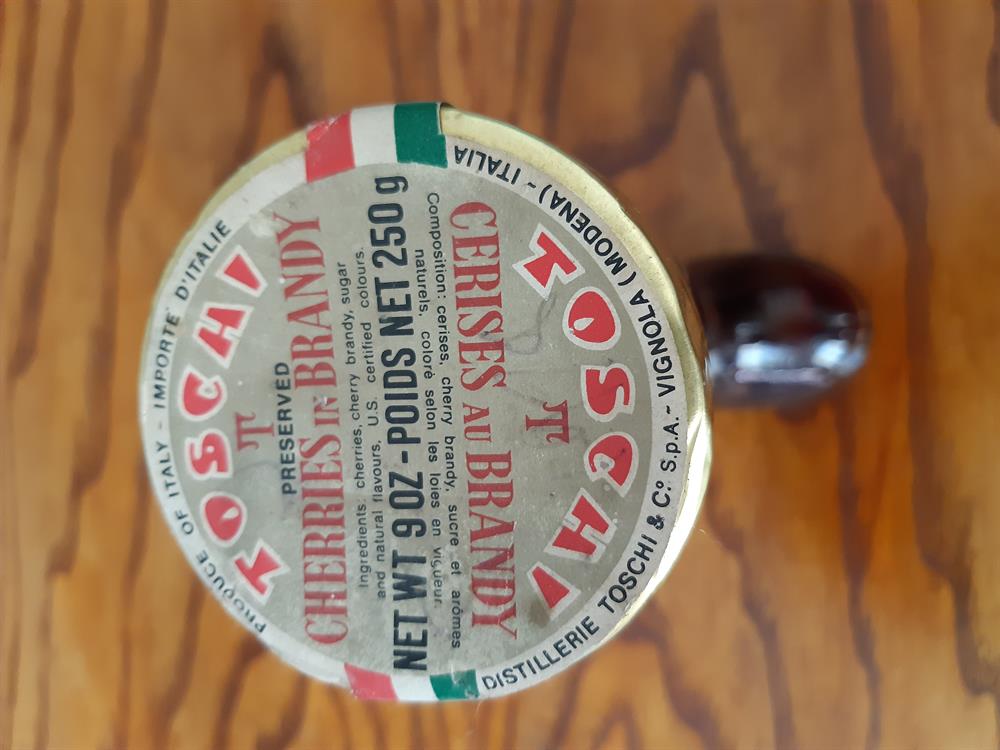 PRODUCE OF ITALY - IMPORTÉ D'ITALIE
TOSCHI
T
PRESERVED
CHERRIES IN BRANDY
Ingredients: cherries, cherry brandy, sugar
and natural flavours, U.S. certified colours.
NET WT 9 OZ - POIDS NET 250 g
Composition: cerises, cherry brandy, sucre et arômes
naturels, coloré selon les loies en vigueur.
CERISES AU BRANDY
T
TOSCHI
DISTILLERIE TOSCHI & C.º S.p.A. - VIGNOLA (MODENA) - ITALIA